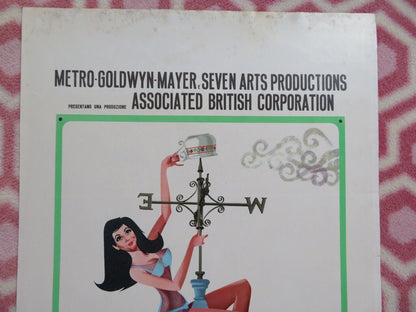 METRO-GOLDWYN-MAYER, SEVEN ARTS PRODUCTIONS
PRESENTANO UNA PRODUZIONE ASSOCIATED BRITISH CORPORATION
E W